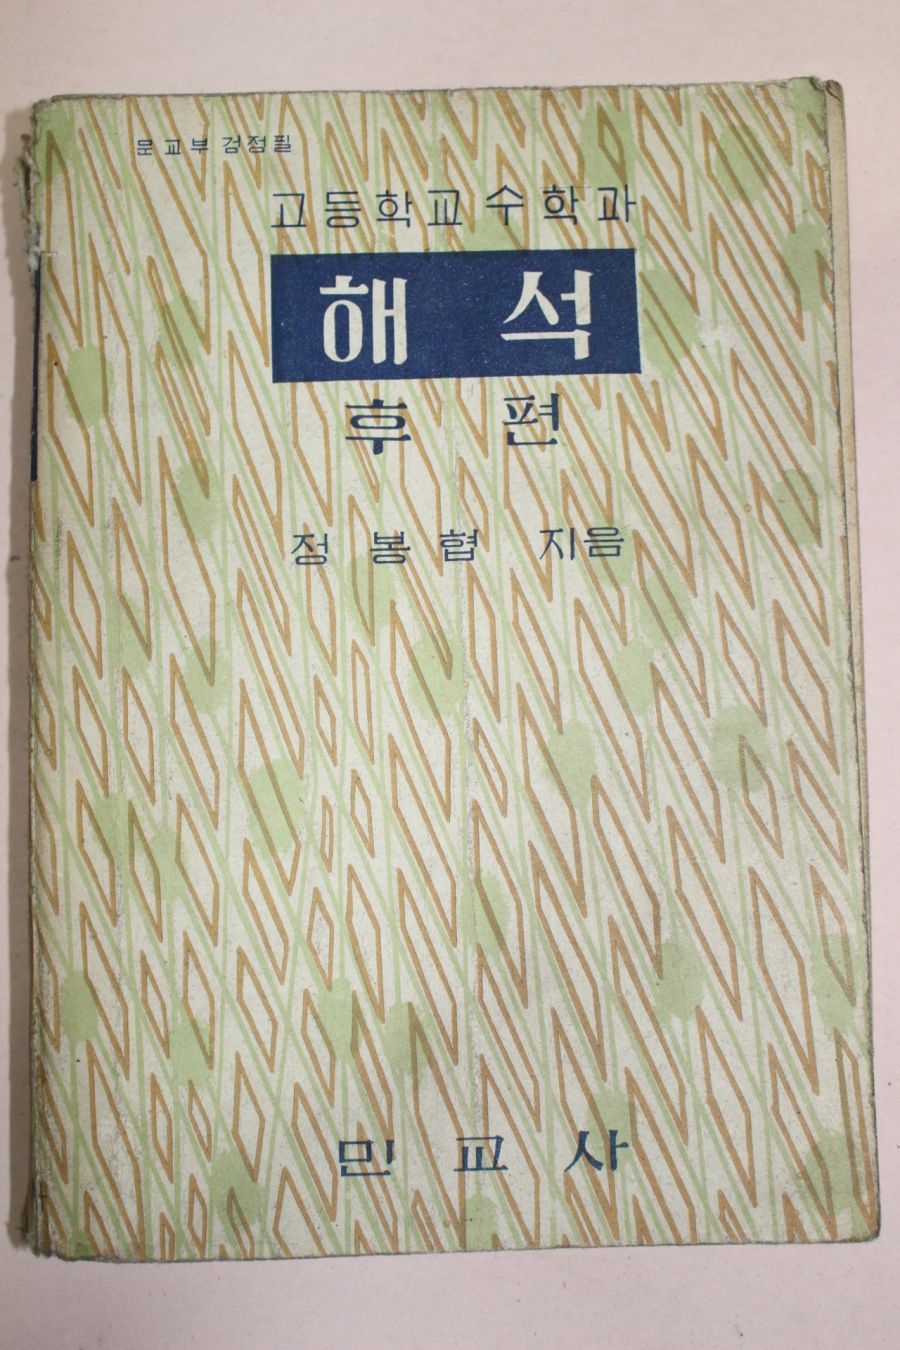 문교부 검정필
고등학교 수학과
해 석
후 편
정 봉 협 지음
민 교 사